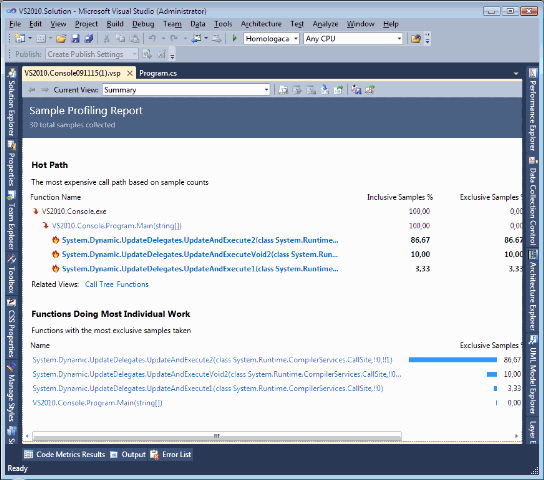 VS2010.Solution - Microsoft Visual Studio (Administrator)
File Edit View Project Build Debug Team Data Tools Architecture Test Analyze Window Help
Homologaca Any CPU
Publish: Create Publish Settings
VS2010.Console091115(1).vsp Program.cs
Current View: Summary
Sample Profiling Report
30 total samples collected
Hot Path
The most expensive call path based on sample counts
Function Name Inclusive Samples % Exclusive Samples %
VS2010.Console.exe 100,00 0,00
VS2010.Console.Program.Main(string[]) 100,00 0,00
System.Dynamic.UpdateDelegates.UpdateAndExecute2(class System.Runtime... 86,67 86,67
System.Dynamic.UpdateDelegates.UpdateAndExecuteVoid2(class System.Run... 10,00 10,00
System.Dynamic.UpdateDelegates.UpdateAndExecute1(class System.Runtime... 3,33 3,33
Related Views: Call Tree Functions
Functions Doing Most Individual Work
Functions with the most exclusive samples taken
Name Exclusive Samples %
System.Dynamic.UpdateDelegates.UpdateAndExecute2(class System.Runtime.CompilerServices.CallSite,!0,!!1) 86,67
System.Dynamic.UpdateDelegates.UpdateAndExecuteVoid2(class System.Runtime.CompilerServices.CallSite,!0... 10,00
System.Dynamic.UpdateDelegates.UpdateAndExecute1(class System.Runtime.CompilerServices.CallSite,!0) 3,33
VS2010.Console.Program.Main(string[]) 0,00
Solution Explorer
Properties
Team Explorer
Toolbox
CSS Properties
Manage Styles
Performance Explorer
Data Collection Control
Architecture Explorer
UML Model Explorer
Layer E
Code Metrics Results Output Error List
Ready